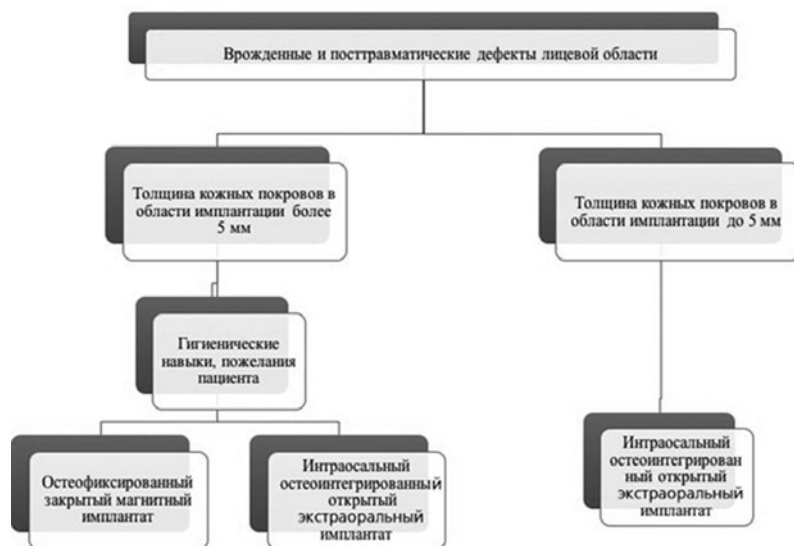 Врожденные и посттравматические дефекты лицевой области
Толщина кожных покровов в
области имплантации более
5 мм
Толщина кожных покровов в
области имплантации до 5 мм
Гигиенические
навыки, пожелания
пациента
Остеофиксированный
закрытый магнитный
имплантат
Интраосальный
остеоинтегрированный
открытый
экстраоральный
имплантат
Интраосальный
остеоинтегрирован
ный открытый
экстраоральный
имплантат